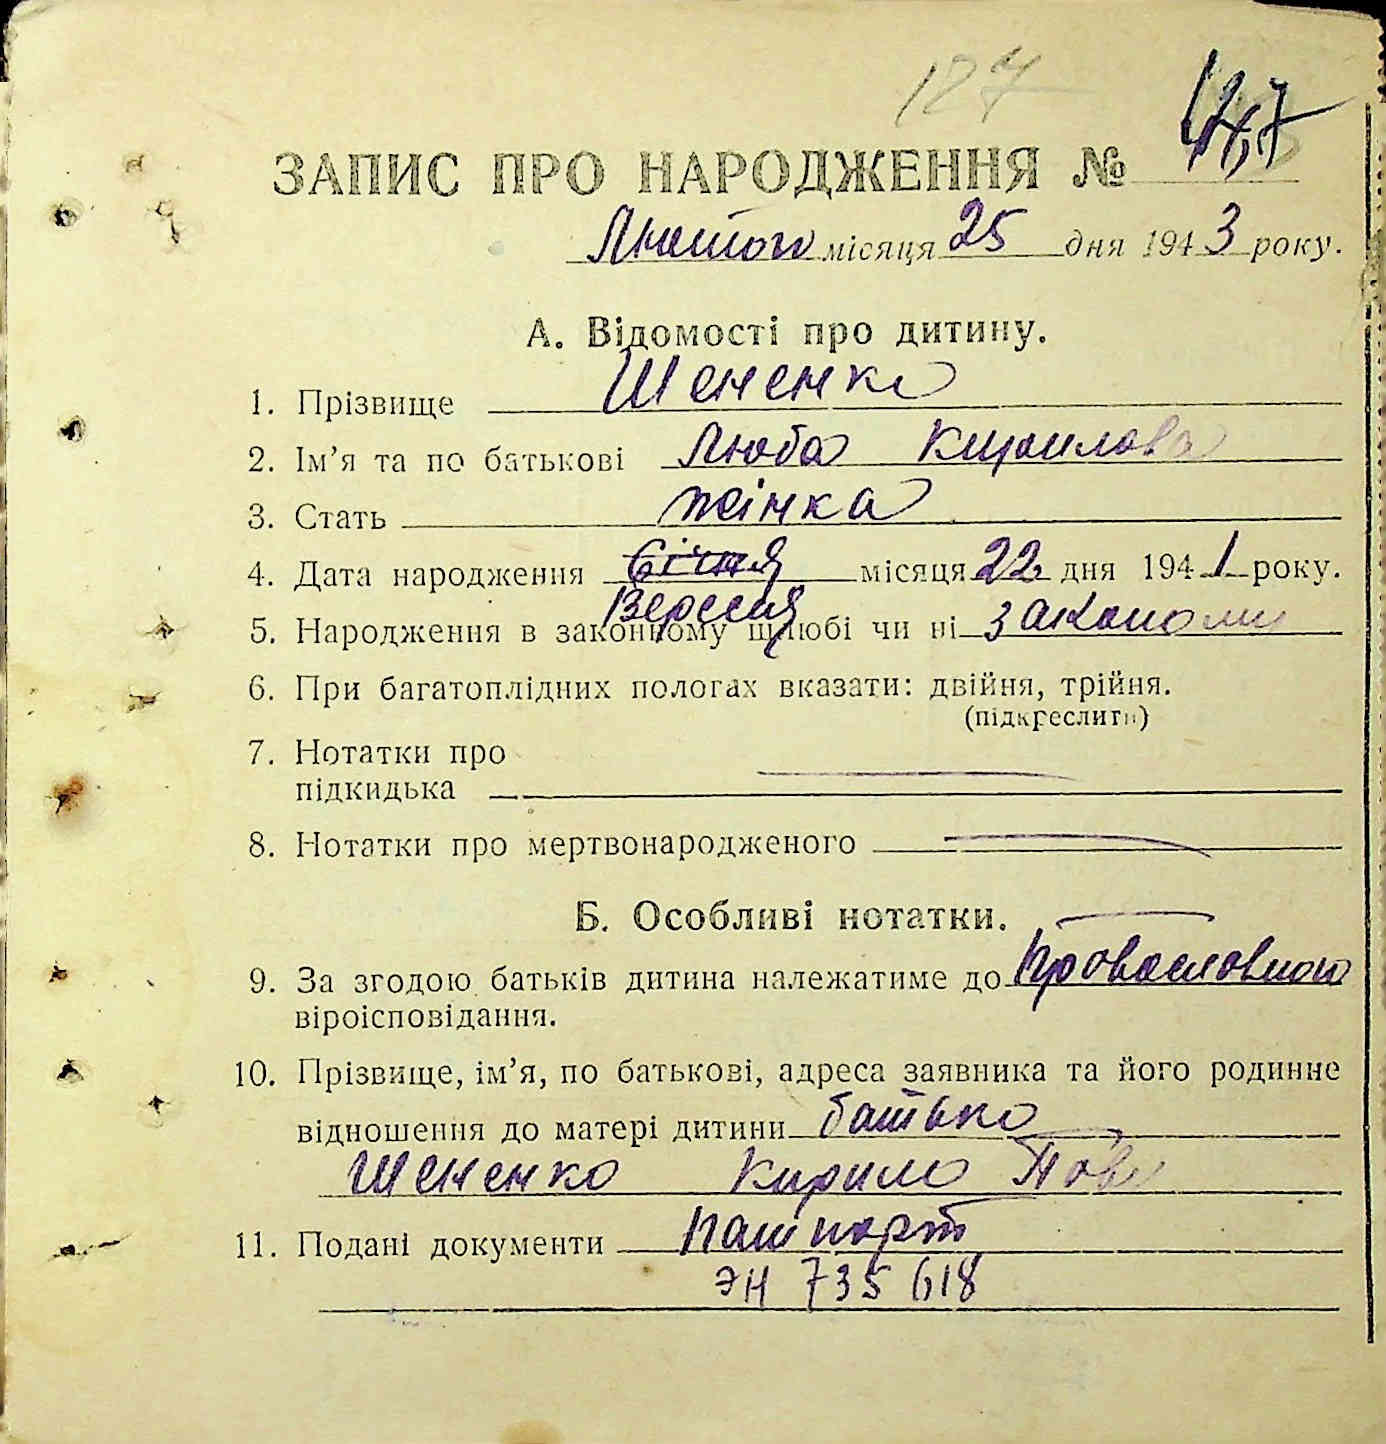 127
ЗАПИС ПРО НАРОДЖЕННЯ №
Лютого місяця 25 дня 1943 року.
А. Відомості про дитину.
1. Прізвище Шененко
2. Ім’я та по батькові Люба Кирилова
3. Стать жінка
4. Дата народження Січня місяця 22 дня 1941 року.
Вересня
5. Народження в законному шлюбі чи ні законому
6. При багатоплідних пологах вказати: двійня, трійня.
(підкреслити)
7. Нотатки про
підкидька
8. Нотатки про мертвонародженого
Б. Особливі нотатки.
9. За згодою батьків дитина належатиме до православного
віроісповідання.
10. Прізвище, ім’я, по батькові, адреса заявника та його родинне
відношення до матері дитини батько
Шененко Кирило Пав
11. Подані документи Пашпорт
ЭН 735618